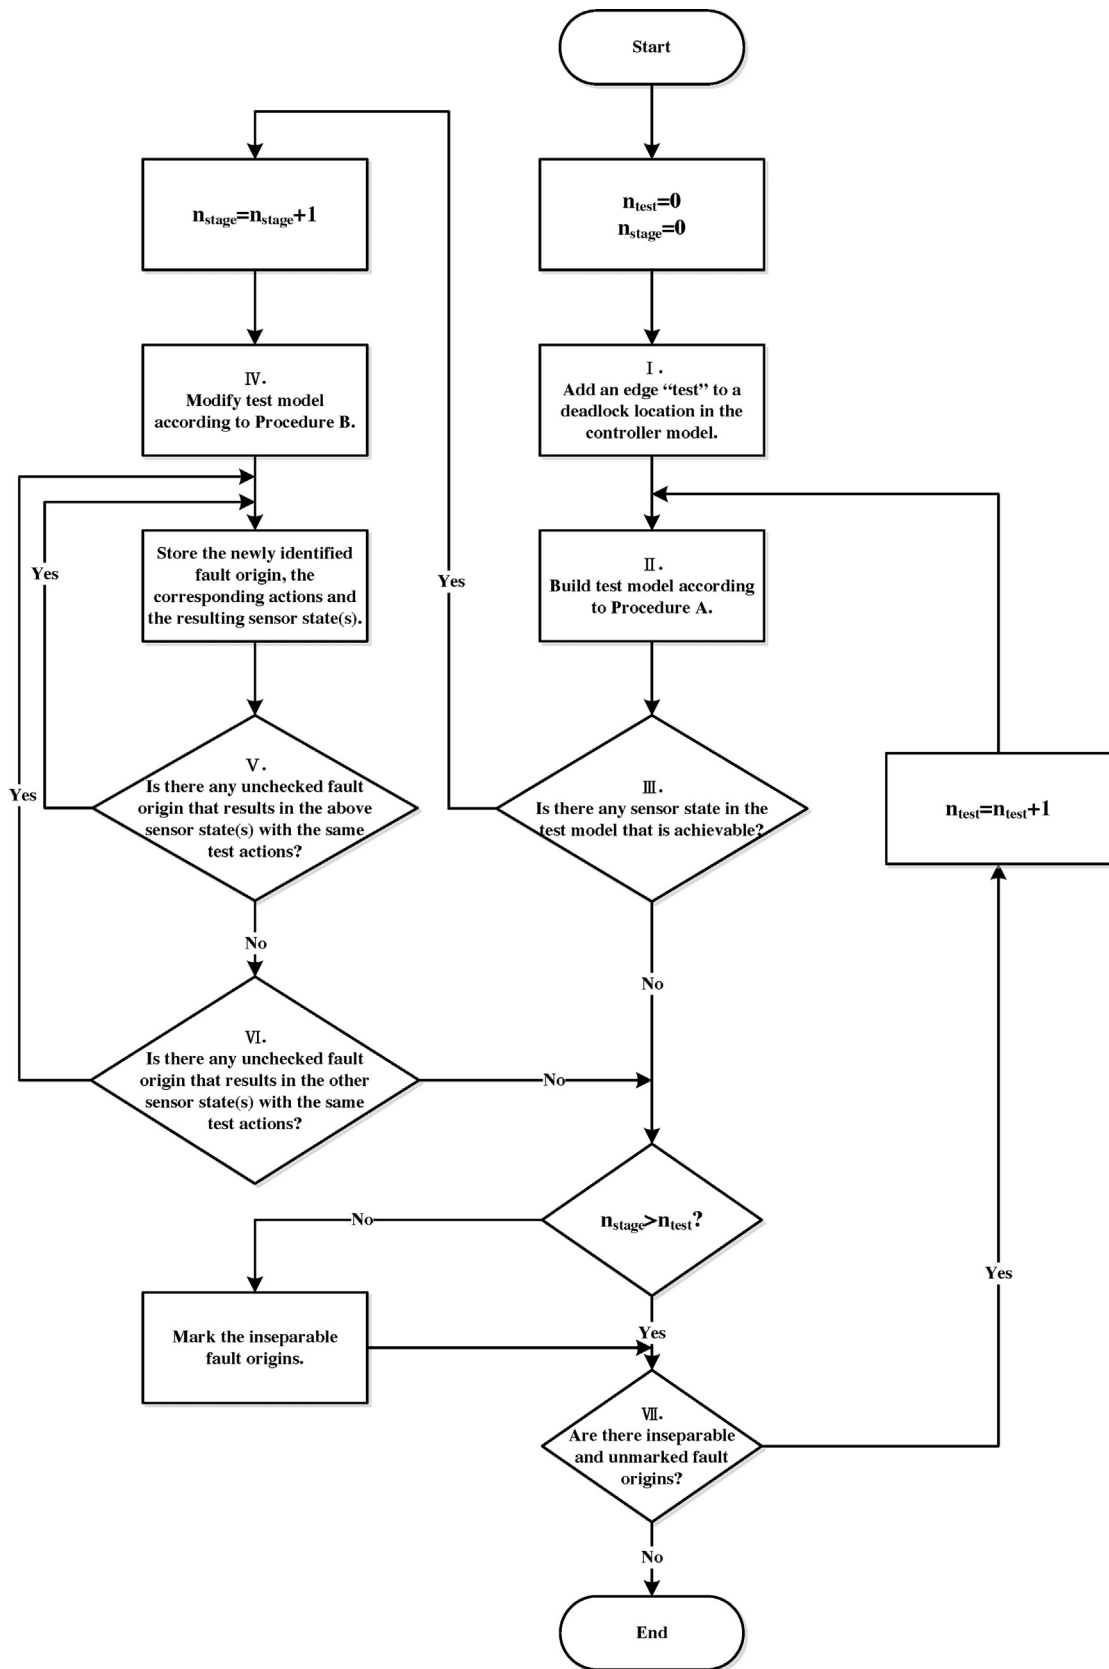 Start
n_test=0
n_stage=0
n_stage=n_stage+1
Ⅰ.
Add an edge “test” to a
deadlock location in the
controller model.
Ⅳ.
Modify test model
according to Procedure B.
Ⅱ.
Build test model according
to Procedure A.
Store the newly identified
fault origin, the
corresponding actions and
the resulting sensor state(s).
Yes
Yes
Ⅲ.
Is there any sensor state in the
test model that is achievable?
Ⅴ.
Is there any unchecked fault
origin that results in the above
sensor state(s) with the same
test actions?
Yes
n_test=n_test+1
No
No
Ⅵ.
Is there any unchecked fault
origin that results in the other
sensor state(s) with the same
test actions?
No
n_stage>n_test?
No
Yes
Yes
Mark the inseparable
fault origins.
Ⅶ.
Are there inseparable
and unmarked fault
origins?
No
End